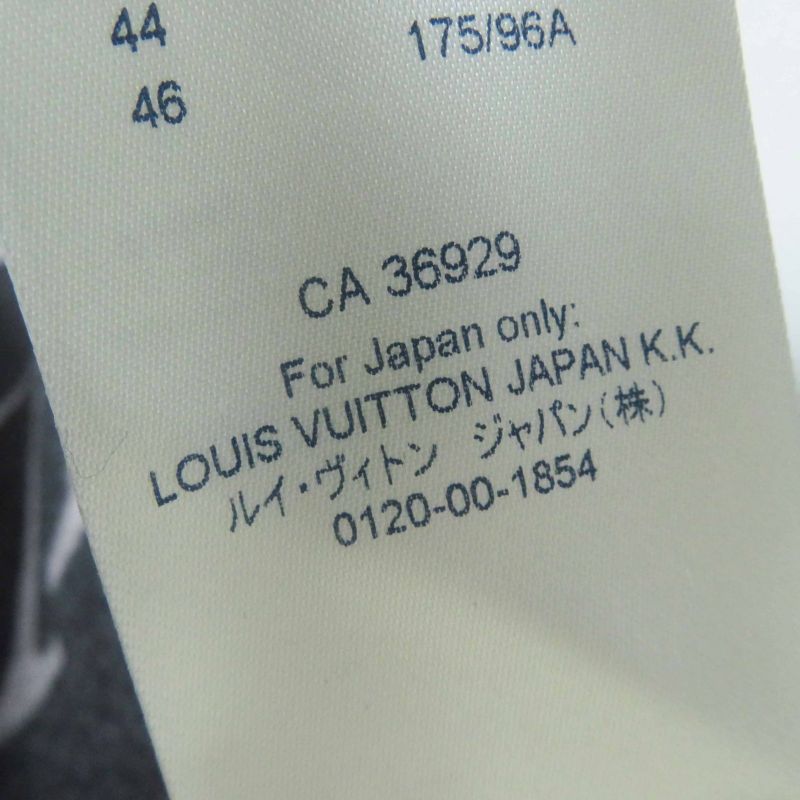 44 175/96A
46
CA 36929
For Japan only:
LOUIS VUITTON JAPAN K.K.
ルイ・ヴィトン ジャパン(株)
0120-00-1854